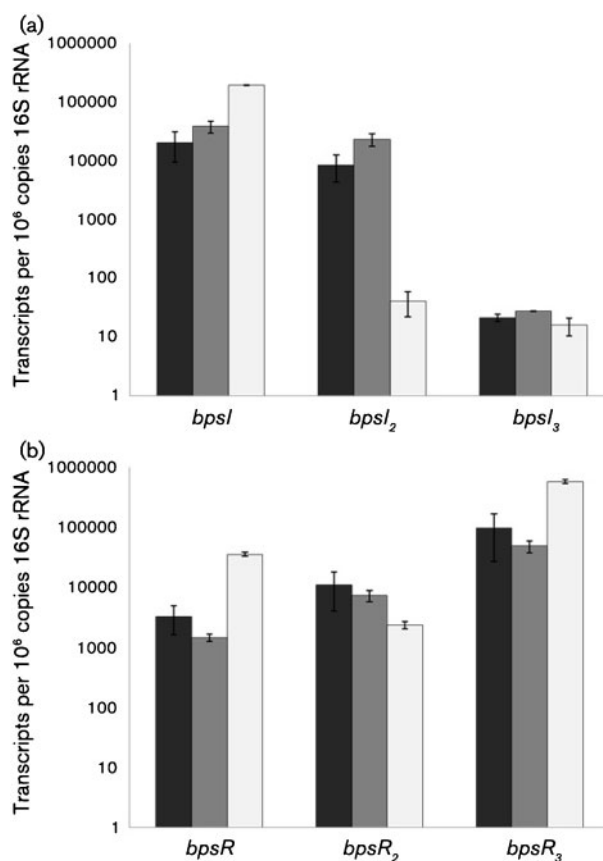 (a)
Transcripts per 10⁶ copies 16S rRNA
1000000
100000
10000
1000
100
10
1
bpsI
bpsI₂
bpsI₃
(b)
Transcripts per 10⁶ copies 16S rRNA
1000000
100000
10000
1000
100
10
1
bpsR
bpsR₂
bpsR₃